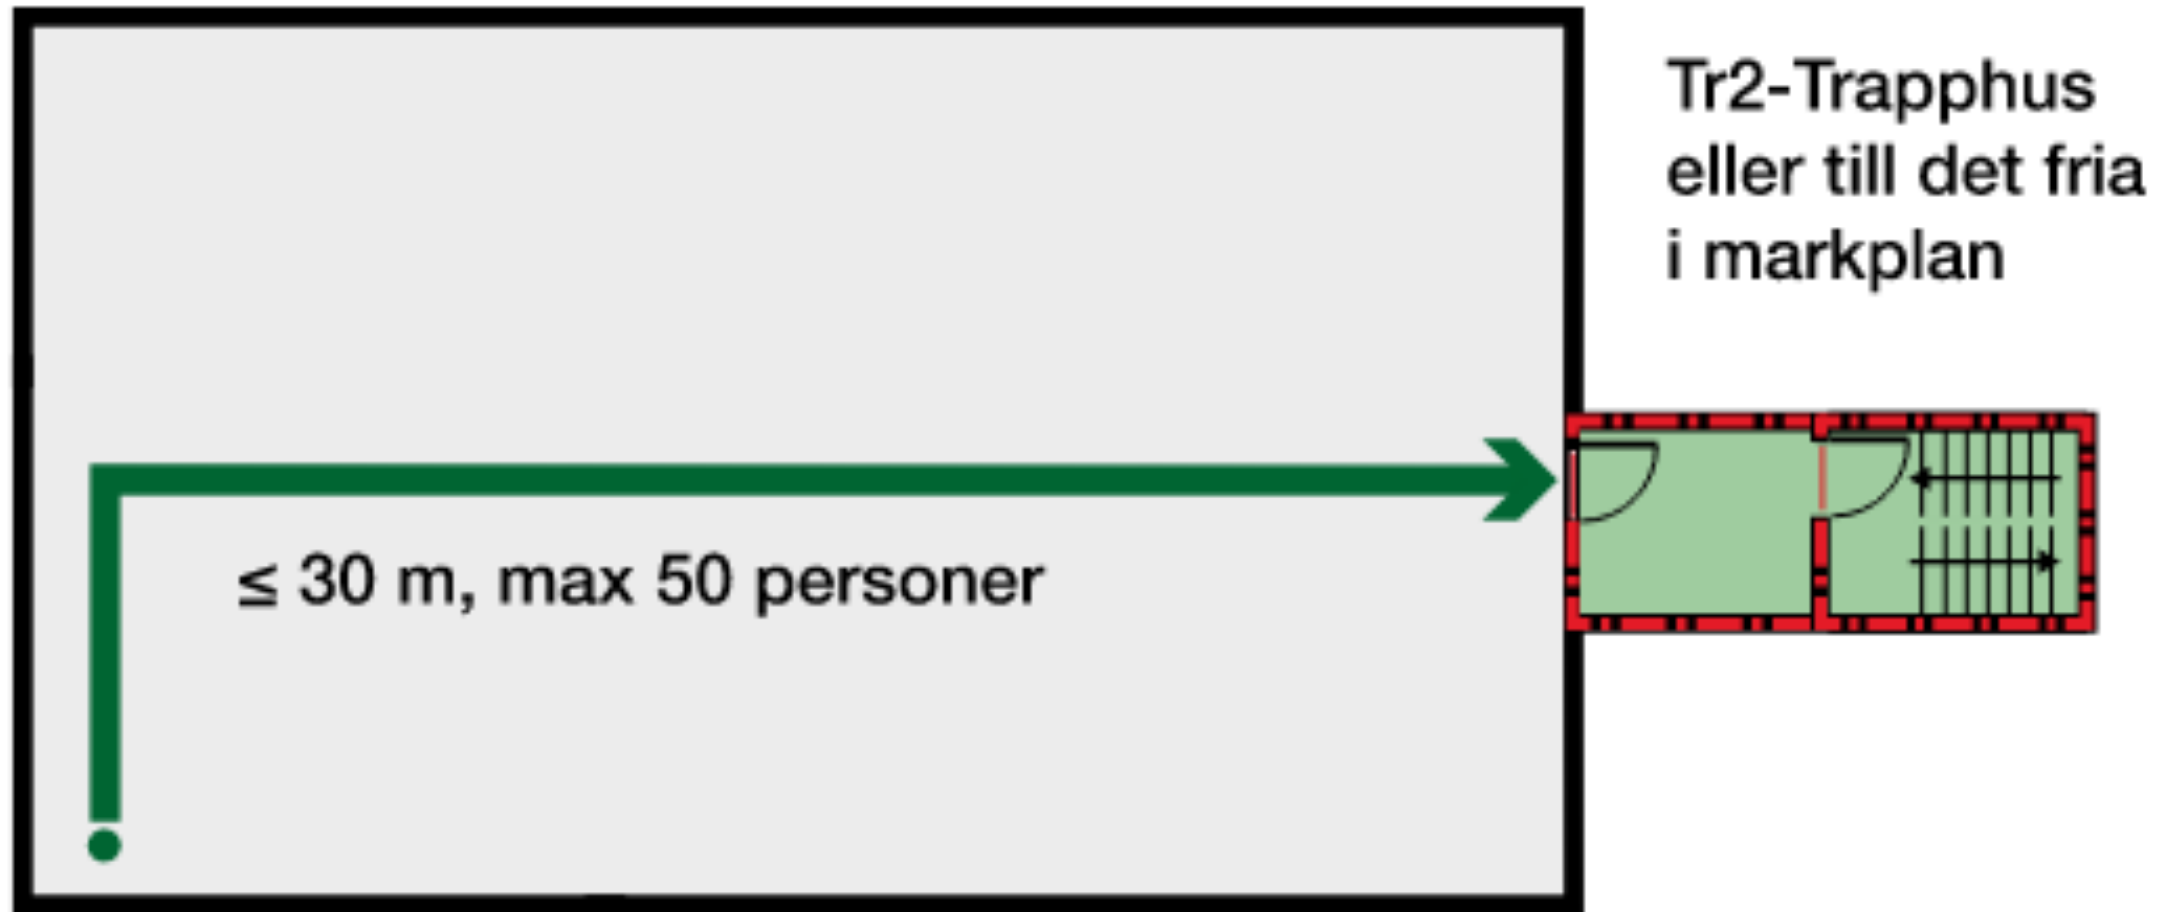 Tr2-Trapphus
eller till det fria
i markplan
≤ 30 m, max 50 personer